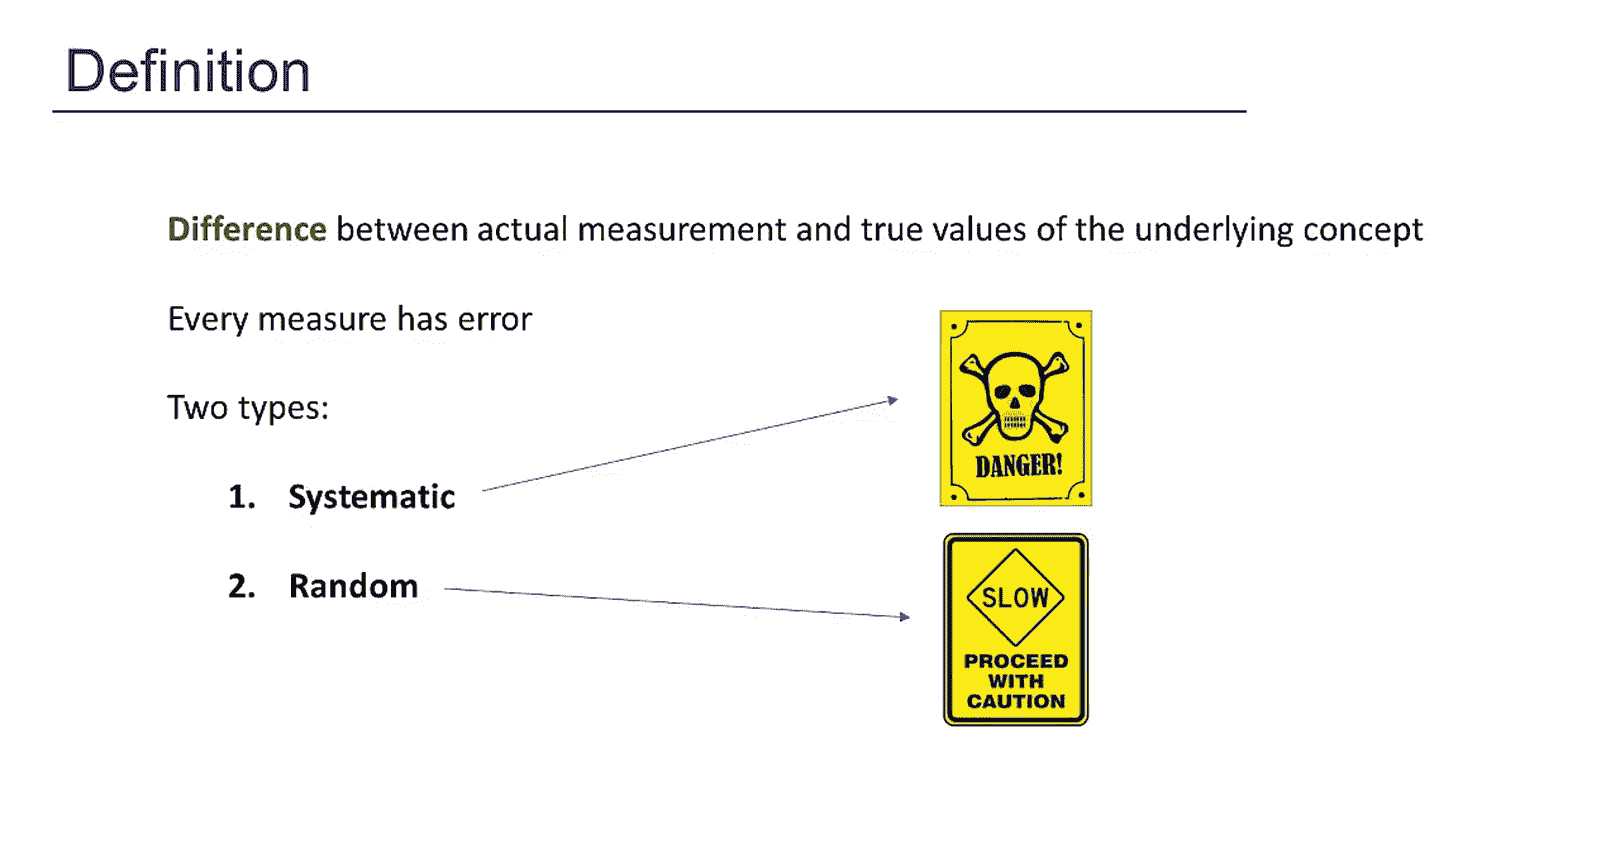 Definition
Difference between actual measurement and true values of the underlying concept
Every measure has error
Two types:
1. Systematic
2. Random
DANGER!
SLOW
PROCEED
WITH
CAUTION